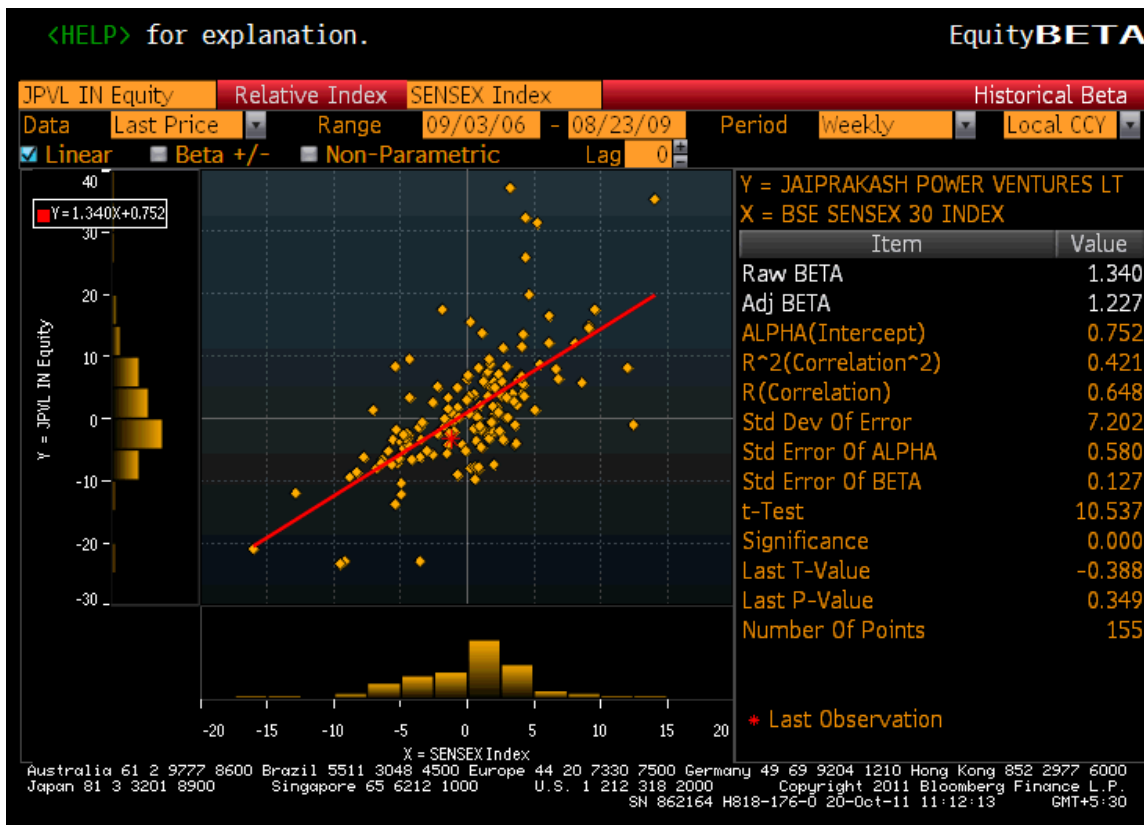 <HELP> for explanation. EquityBETA
JPVL IN Equity Relative Index SENSEX Index Historical Beta
Data Last Price Range 09/03/06 - 08/23/09 Period Weekly Local CCY
Linear Beta +/- Non-Parametric Lag 0
Y = JAIPRAKASH POWER VENTURES LT
X = BSE SENSEX 30 INDEX
Item Value
Raw BETA 1.340
Adj BETA 1.227
ALPHA(Intercept) 0.752
R^2(Correlation^2) 0.421
R(Correlation) 0.648
Std Dev Of Error 7.202
Std Error Of ALPHA 0.580
Std Error Of BETA 0.127
t-Test 10.537
Significance 0.000
Last T-Value -0.388
Last P-Value 0.349
Number Of Points 155
* Last Observation
40
Y=1.340X+0.752
30
20
10
0
-10
-20
-30
Y = JPVL IN Equity
-20 -15 -10 -5 0 5 10 15 20
X = SENSEX Index
Australia 61 2 9777 8600 Brazil 5511 3048 4500 Europe 44 20 7330 7500 Germany 49 69 9204 1210 Hong Kong 852 2977 6000
Japan 81 3 3201 8900 Singapore 65 6212 1000 U.S. 1 212 318 2000 Copyright 2011 Bloomberg Finance L.P.
SN 862164 H818-176-0 20-Oct-11 11:12:13 GMT+5:30